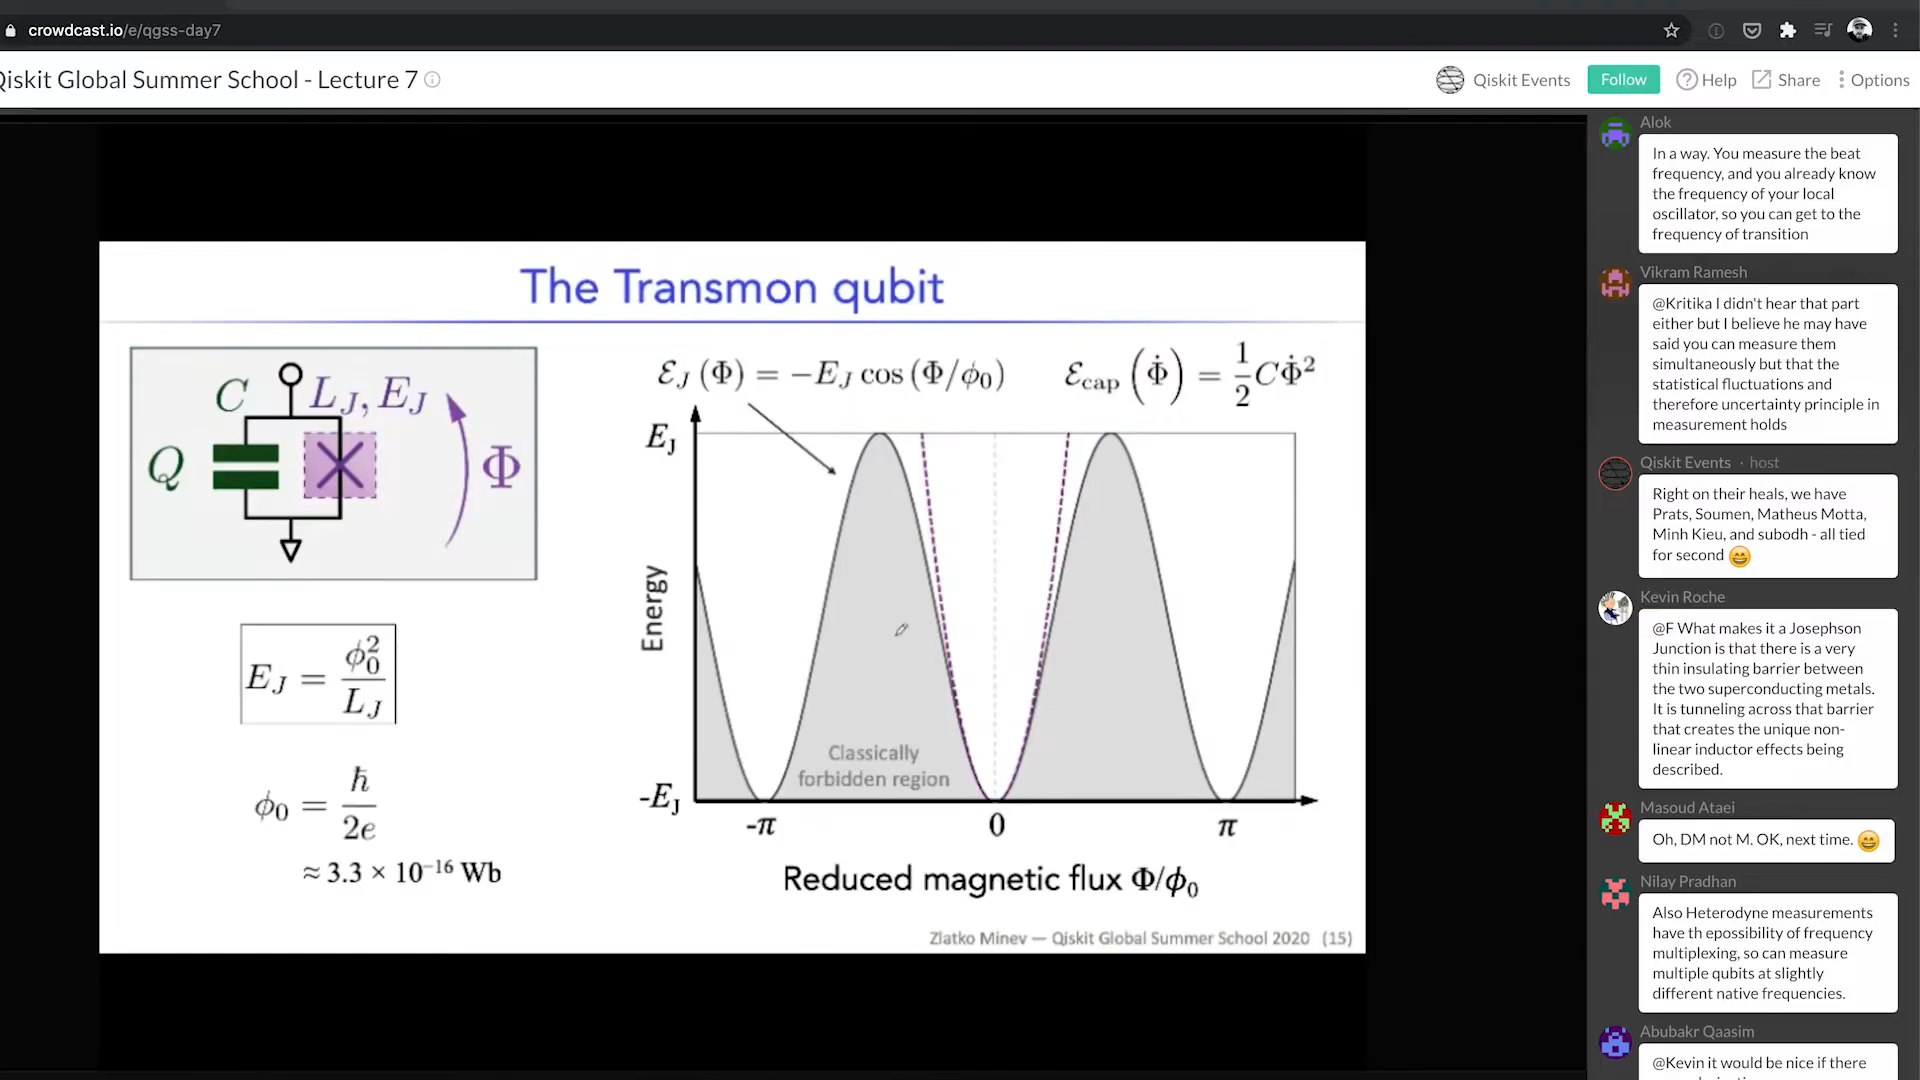 crowdcast.io/e/qgss-day7
Qiskit Global Summer School - Lecture 7
Qiskit Events
Follow
Help
Share
Options
The Transmon qubit
C
L_J, E_J
Q
Φ
E_J = ϕ₀² / L_J
ϕ₀ = ħ / 2e
≈ 3.3 × 10⁻¹⁶ Wb
ℰ_J (Φ) = −E_J cos (Φ/ϕ₀)
ℰ_cap (Φ̇) = 1/2 CΦ̇²
E_J
Energy
Classically
forbidden region
-E_J
-π 0 π
Reduced magnetic flux Φ/ϕ₀
Zlatko Minev — Qiskit Global Summer School 2020 (15)
Alok
In a way. You measure the beat
frequency, and you already know
the frequency of your local
oscillator, so you can get to the
frequency of transition
Vikram Ramesh
@Kritika I didn't hear that part
either but I believe he may have
said you can measure them
simultaneously but that the
statistical fluctuations and
therefore uncertainty principle in
measurement holds
Qiskit Events · host
Right on their heals, we have
Prats, Soumen, Matheus Motta,
Minh Kieu, and subodh - all tied
for second 😄
Kevin Roche
@F What makes it a Josephson
Junction is that there is a very
thin insulating barrier between
the two superconducting metals.
It is tunneling across that barrier
that creates the unique non-
linear inductor effects being
described.
Masoud Ataei
Oh, DM not M. OK, next time. 😄
Nilay Pradhan
Also Heterodyne measurements
have th epossibility of frequency
multiplexing, so can measure
multiple qubits at slightly
different native frequencies.
Abubakr Qaasim
@Kevin it would be nice if there